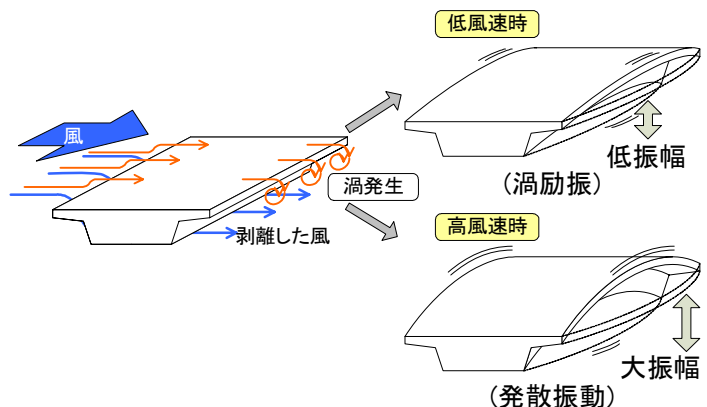 低風速時
風
低振幅
(渦励振)
渦発生
剥離した風
高風速時
大振幅
(発散振動)